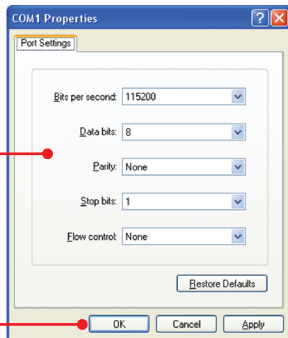 COM1 Properties
Port Settings
Bits per second: 115200
Data bits: 8
Parity: None
Stop bits: 1
Flow control: None
Restore Defaults
OK Cancel Apply